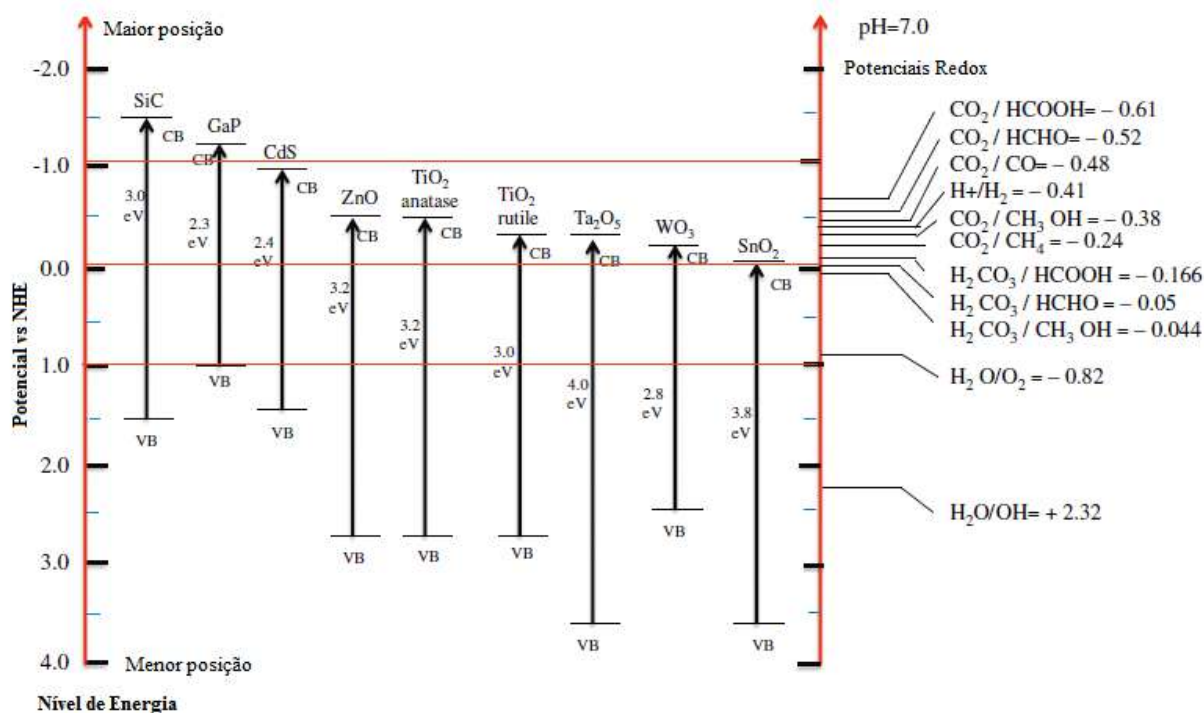 Maior posição
pH=7.0
-2.0
Potenciais Redox
SiC
CB
3.0
eV
VB
GaP
CB
2.3
eV
VB
CdS
CB
2.4
eV
VB
ZnO
CB
3.2
eV
VB
TiO2
anatase
CB
3.2
eV
VB
TiO2
rutile
CB
3.0
eV
VB
Ta2O5
CB
4.0
eV
VB
WO3
CB
2.8
eV
VB
SnO2
CB
3.8
eV
VB
-1.0
0.0
1.0
2.0
3.0
4.0
Potencial vs NHE
CO2 / HCOOH= – 0.61
CO2 / HCHO= – 0.52
CO2 / CO= – 0.48
H+/H2 = – 0.41
CO2 / CH3 OH = – 0.38
CO2 / CH4 = – 0.24
H2 CO3 / HCOOH = – 0.166
H2 CO3 / HCHO = – 0.05
H2 CO3 / CH3 OH = – 0.044
H2 O/O2 = – 0.82
H2O/OH= + 2.32
Menor posição
Nível de Energia